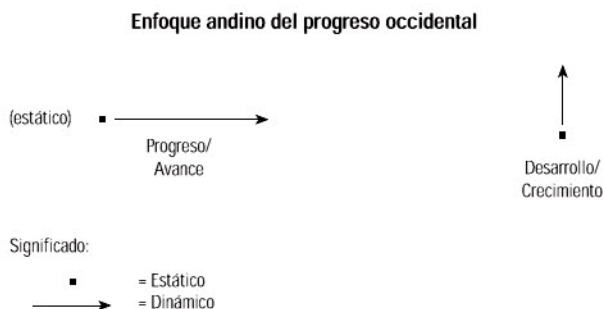 Enfoque andino del progreso occidental
(estático)
Progreso/
Avance
Desarrollo/
Crecimiento
Significado:
= Estático
= Dinámico